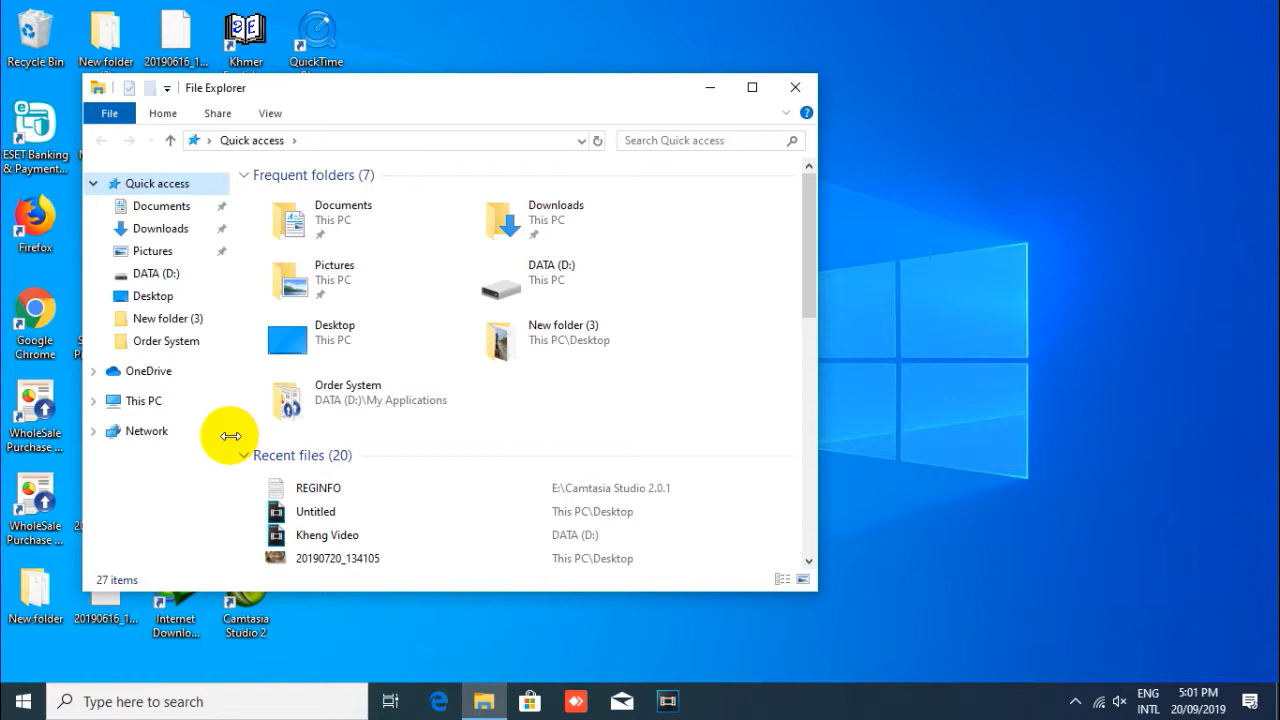 Recycle Bin
New folder
20190616_1...
Khmer
QuickTime
File Explorer
File
Home
Share
View
Quick access
Search Quick access
ESET Banking
& Payment...
Firefox
Google
Chrome
WholeSale
Purchase ...
WholeSale
Purchase ...
New folder
Quick access
Documents
Downloads
Pictures
DATA (D:)
Desktop
New folder (3)
Order System
OneDrive
This PC
Network
Frequent folders (7)
Documents
This PC
Downloads
This PC
Pictures
This PC
DATA (D:)
This PC
Desktop
This PC
New folder (3)
This PC\Desktop
Order System
DATA (D:)\My Applications
Recent files (20)
REGINFO
E:\Camtasia Studio 2.0.1
Untitled
This PC\Desktop
Kheng Video
DATA (D:)
20190720_134105
This PC\Desktop
27 items
20190616_1...
Internet
Downlo...
Camtasia
Studio 2
Type here to search
ENG
INTL
5:01 PM
20/09/2019